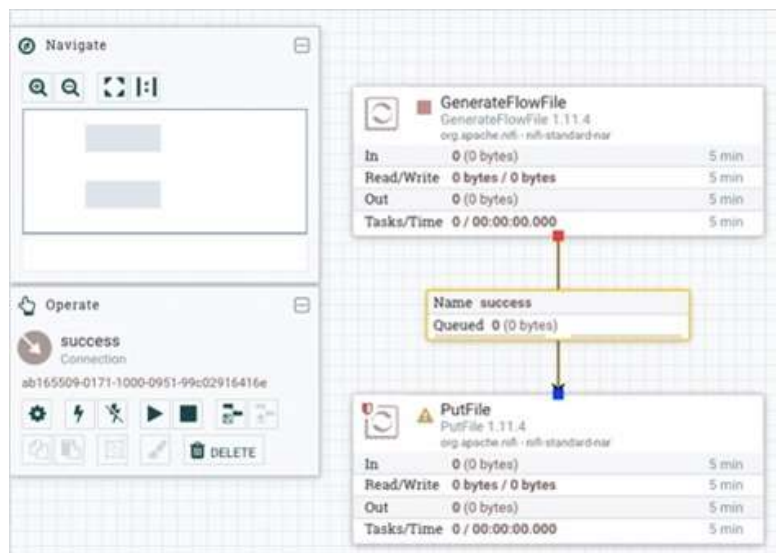 Navigate
Operate
success
Connection
ab165509-0171-1000-0951-99c02916416e
DELETE
GenerateFlowFile
GenerateFlowFile 1.11.4
org.apache.nifi - nifi-standard-nar
In 0 (0 bytes) 5 min
Read/Write 0 bytes / 0 bytes 5 min
Out 0 (0 bytes) 5 min
Tasks/Time 0 / 00:00:00.000 5 min
Name success
Queued 0 (0 bytes)
PutFile
PutFile 1.11.4
org.apache.nifi - nifi-standard-nar
In 0 (0 bytes) 5 min
Read/Write 0 bytes / 0 bytes 5 min
Out 0 (0 bytes) 5 min
Tasks/Time 0 / 00:00:00.000 5 min